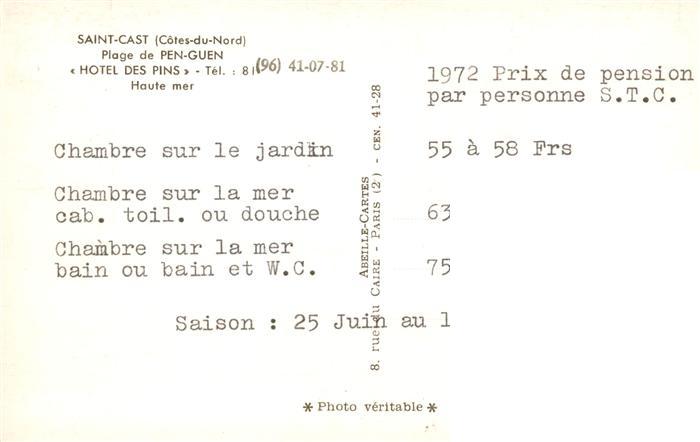 SAINT-CAST (Côtes-du-Nord)
Plage de PEN-GUEN
« HOTEL DES PINS » - Tél. : 81 (96) 41-07-81
Haute mer
1972 Prix de pension
par personne S.T.C.
Chambre sur le jardin 55 à 58 Frs
Chambre sur la mer
cab. toil. ou douche 63
Chambre sur la mer
bain ou bain et W.C. 75
Saison : 25 Juin au 1
ABEILLE-CARTES
8. rue du CAIRE - PARIS (2ᵉ) - CEN. 41-28
* Photo véritable *